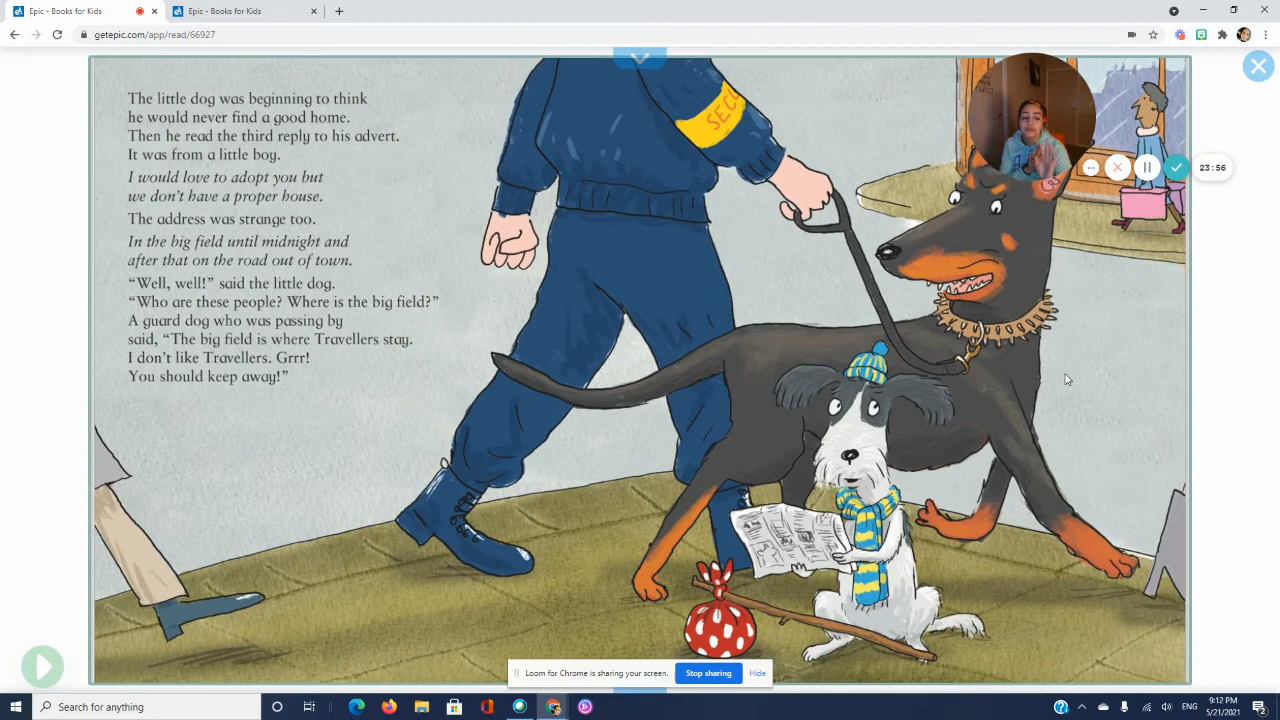 Epic - Books for Kids
Epic - Books for Kids
getepic.com/app/read/66927
The little dog was beginning to think
he would never find a good home.
Then he read the third reply to his advert.
It was from a little boy.
I would love to adopt you but
we don't have a proper house.
The address was strange too.
In the big field until midnight and
after that on the road out of town.
"Well, well!" said the little dog.
"Who are these people? Where is the big field?"
A guard dog who was passing by
said, "The big field is where Travellers stay.
I don't like Travellers. Grrr!
You should keep away!"
SECU
23:56
Loom for Chrome is sharing your screen.
Stop sharing
Hide
Search for anything
ENG
9:12 PM
5/21/2021
2